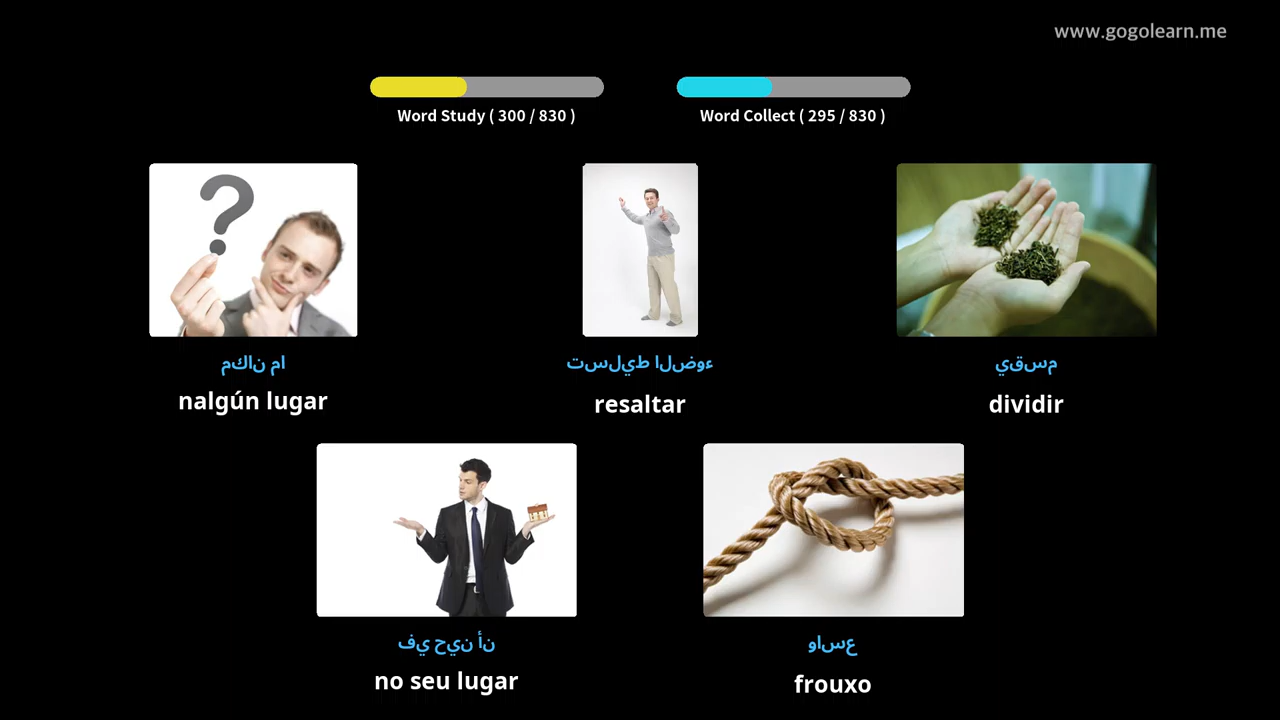 www.gogolearn.me
Word Study ( 300 / 830 )
Word Collect ( 295 / 830 )
مكان ما
nalgún lugar
تسليط الضوء
resaltar
يقسم
dividir
في حين أن
no seu lugar
واسع
frouxo